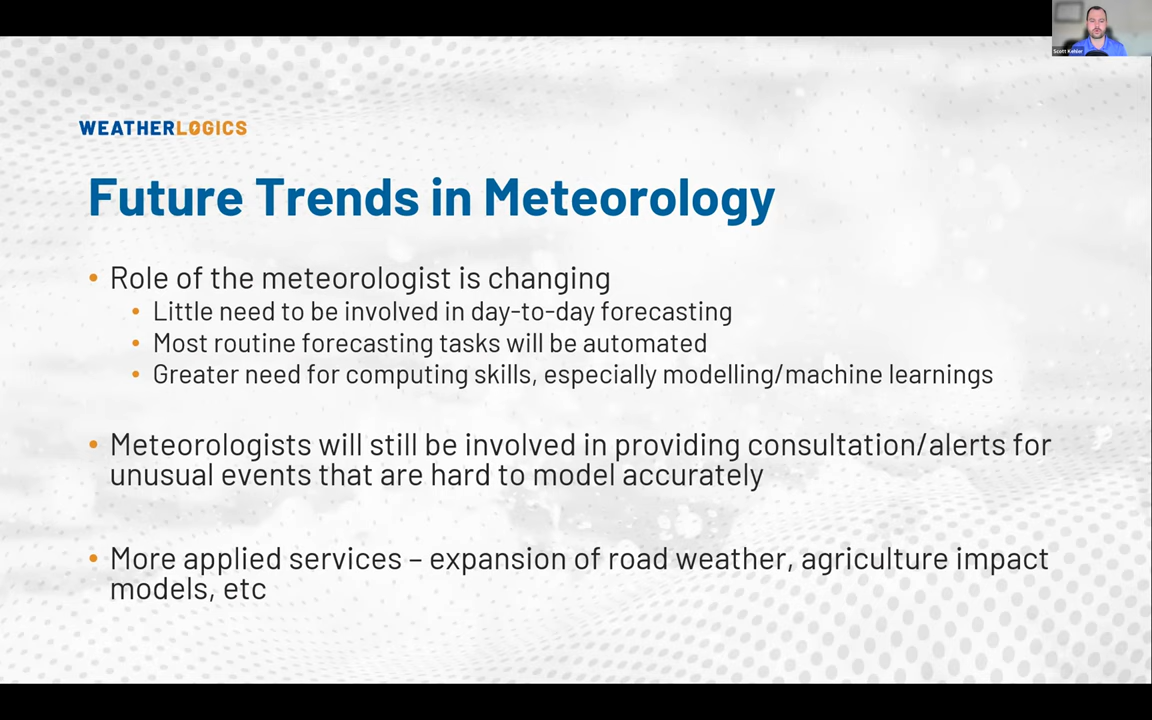 Scott Kehler
WEATHERLOGICS
Future Trends in Meteorology
• Role of the meteorologist is changing
• Little need to be involved in day-to-day forecasting
• Most routine forecasting tasks will be automated
• Greater need for computing skills, especially modelling/machine learnings
• Meteorologists will still be involved in providing consultation/alerts for
unusual events that are hard to model accurately
• More applied services – expansion of road weather, agriculture impact
models, etc